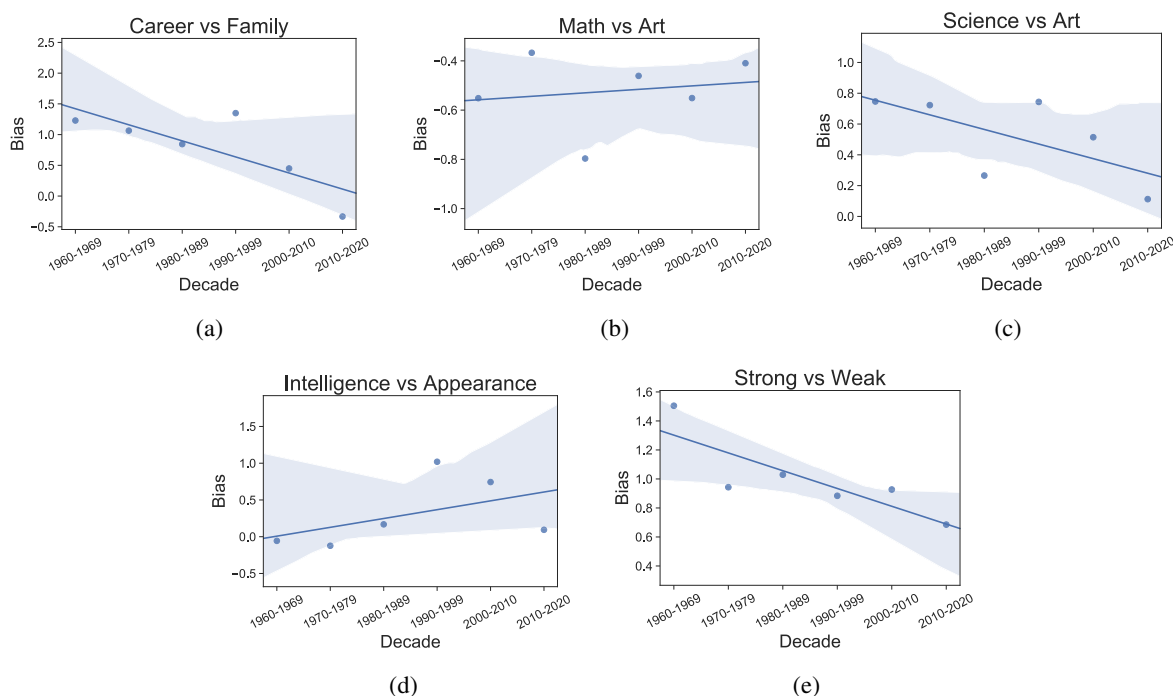 Career vs Family
2.5
2.0
1.5
1.0
0.5
0.0
−0.5
Bias
1960-1969
1970-1979
1980-1989
1990-1999
2000-2010
2010-2020
Decade
(a)
Math vs Art
−0.4
−0.6
−0.8
−1.0
Bias
1960-1969
1970-1979
1980-1989
1990-1999
2000-2010
2010-2020
Decade
(b)
Science vs Art
1.0
0.8
0.6
0.4
0.2
0.0
Bias
1960-1969
1970-1979
1980-1989
1990-1999
2000-2010
2010-2020
Decade
(c)
Intelligence vs Appearance
1.5
1.0
0.5
0.0
−0.5
Bias
1960-1969
1970-1979
1980-1989
1990-1999
2000-2010
2010-2020
Decade
(d)
Strong vs Weak
1.6
1.4
1.2
1.0
0.8
0.6
0.4
Bias
1960-1969
1970-1979
1980-1989
1990-1999
2000-2010
2010-2020
Decade
(e)